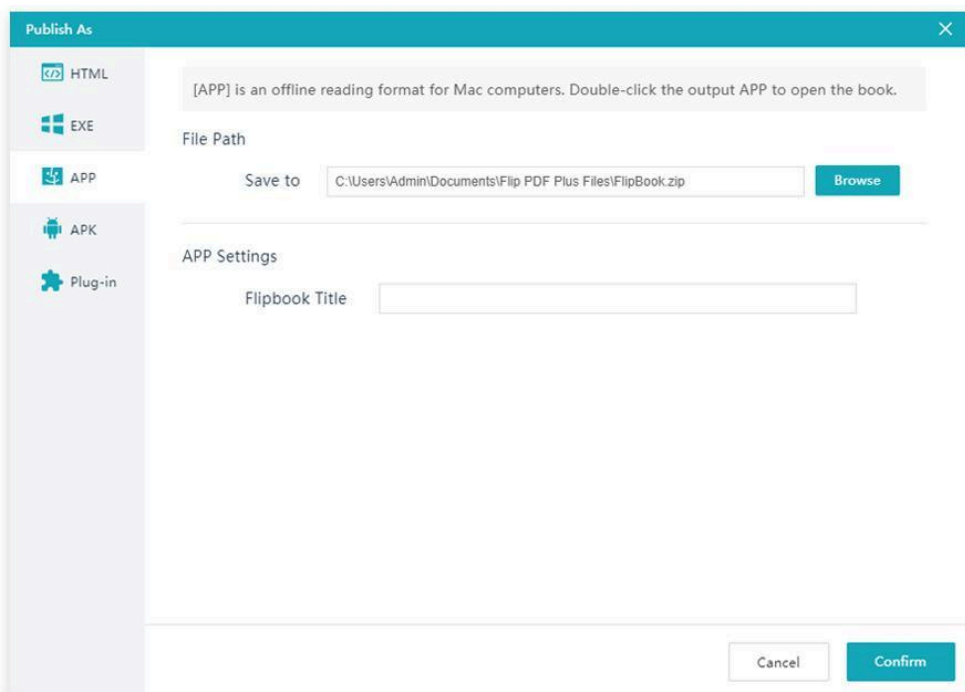 Publish As
HTML
EXE
APP
APK
Plug-in
[APP] is an offline reading format for Mac computers. Double-click the output APP to open the book.
File Path
Save to C:\Users\Admin\Documents\Flip PDF Plus Files\FlipBook.zip Browse
APP Settings
Flipbook Title
Cancel Confirm